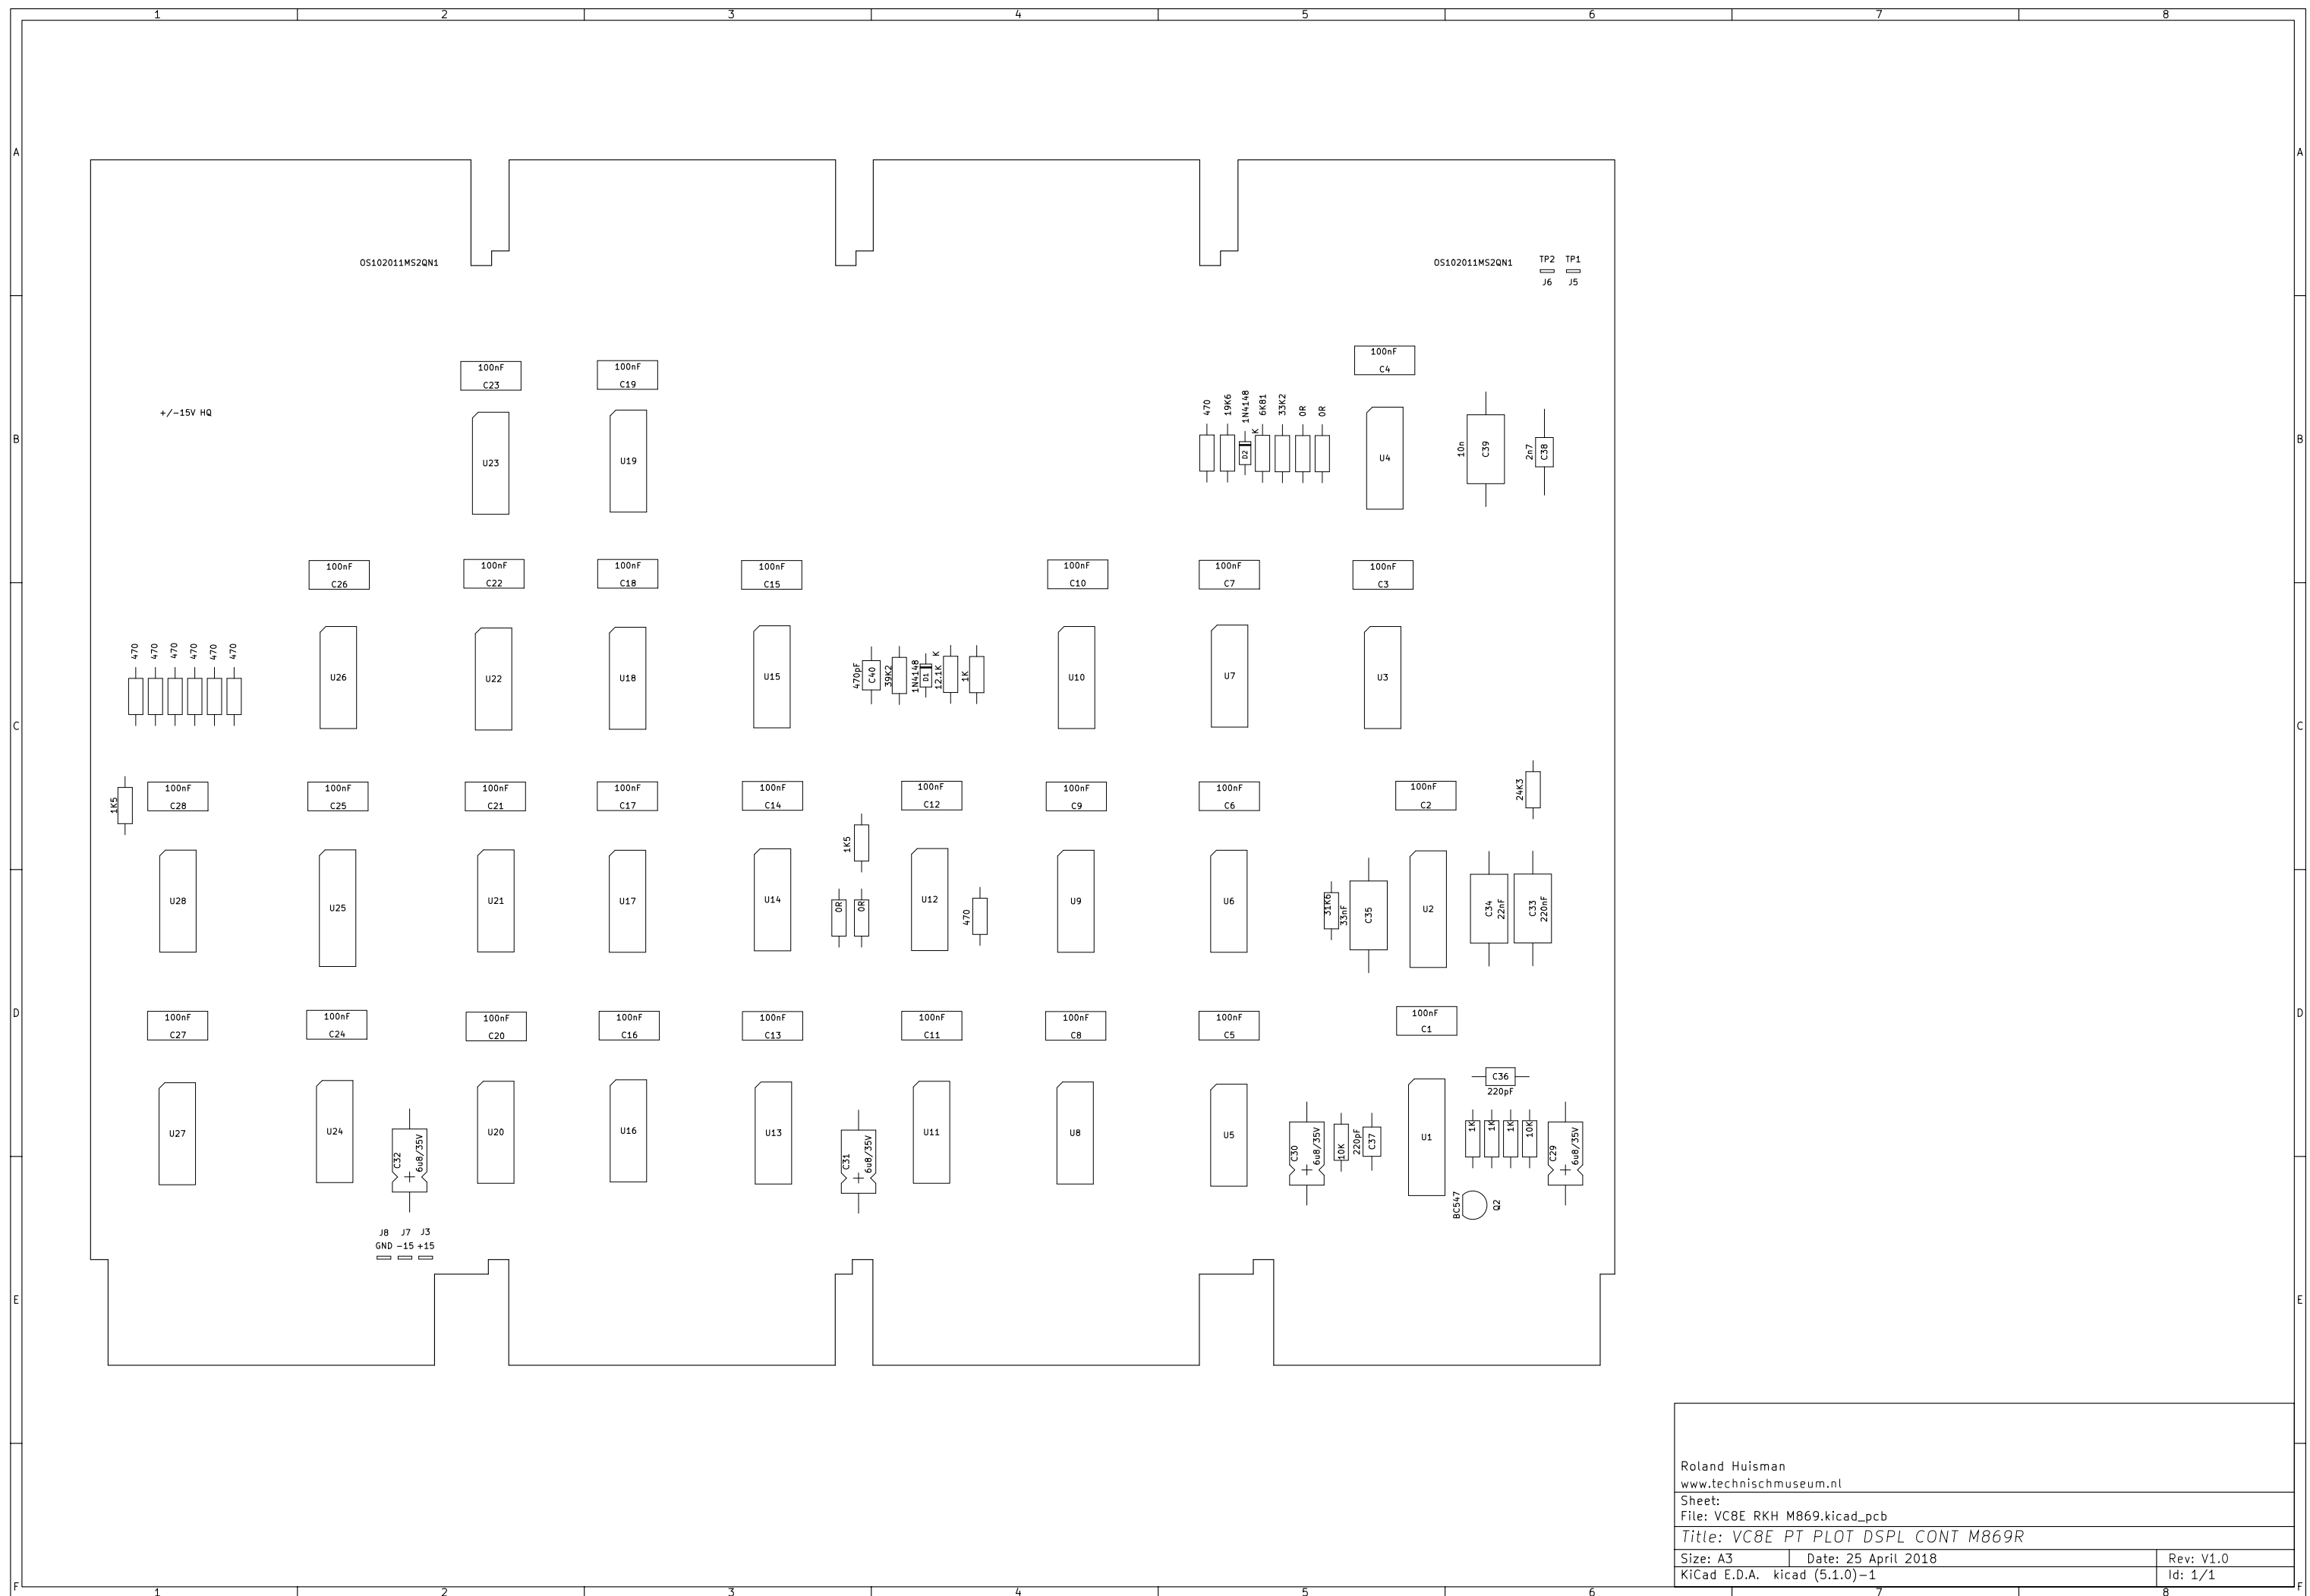 1 2 3 4 5 6 7 8
A A
OS102011MS2QN1 OS102011MS2QN1
TP2 TP1
J6 J5
100nF
C23
100nF
C19
100nF
C4
+/-15V HQ
470 19K6 1N4148 6K81 33K2 0R 0R
K
D2
B B
U23 U19 U4
10n C39 2n7 C38
100nF
C26
100nF
C22
100nF
C18
100nF
C15
100nF
C10
100nF
C7
100nF
C3
470 470 470 470 470 470
U26 U22 U18 U15
470pF C40 39K2 1N4148 D1 12.1K K 1K
U10 U7 U3
C C
1K5
100nF
C28
100nF
C25
100nF
C21
100nF
C17
100nF
C14
100nF
C12
100nF
C9
100nF
C6
100nF
C2
24K3
1K5
U28 U25 U21 U17 U14
0R 0R
U12
470
U9 U6
31K6 33nF C35
U2
C34 22nF C33 220nF
D D
100nF
C27
100nF
C24
100nF
C20
100nF
C16
100nF
C13
100nF
C11
100nF
C8
100nF
C5
100nF
C1
C36
220pF
U27 U24
C32 6u8/35V
U20 U16 U13
C31 6u8/35V
U11 U8 U5
C30 6u8/35V
10K 220pF C37
U1
1K 1K 1K 10K
C29 6u8/35V
BC547 Q2
J8 J7 J3
GND -15 +15
E E
Roland Huisman
www.technischmuseum.nl
Sheet:
File: VC8E RKH M869.kicad_pcb
Title: VC8E PT PLOT DSPL CONT M869R
Size: A3 Date: 25 April 2018 Rev: V1.0
KiCad E.D.A. kicad (5.1.0)-1 Id: 1/1
F F
1 2 3 4 5 6 7 8